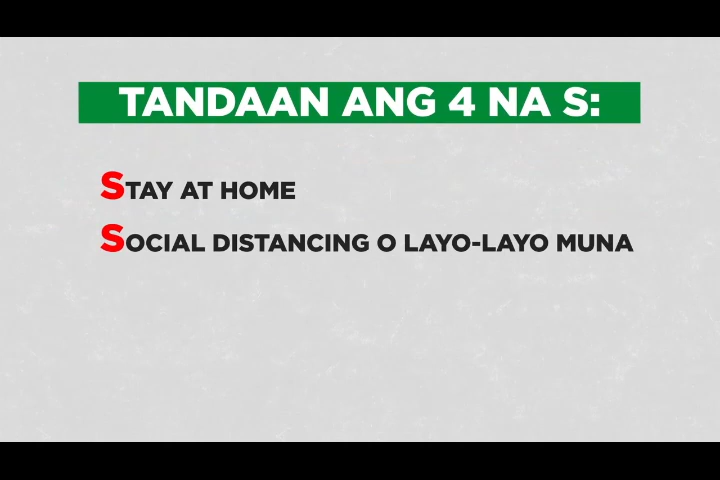 TANDAAN ANG 4 NA S:
STAY AT HOME
SOCIAL DISTANCING O LAYO-LAYO MUNA